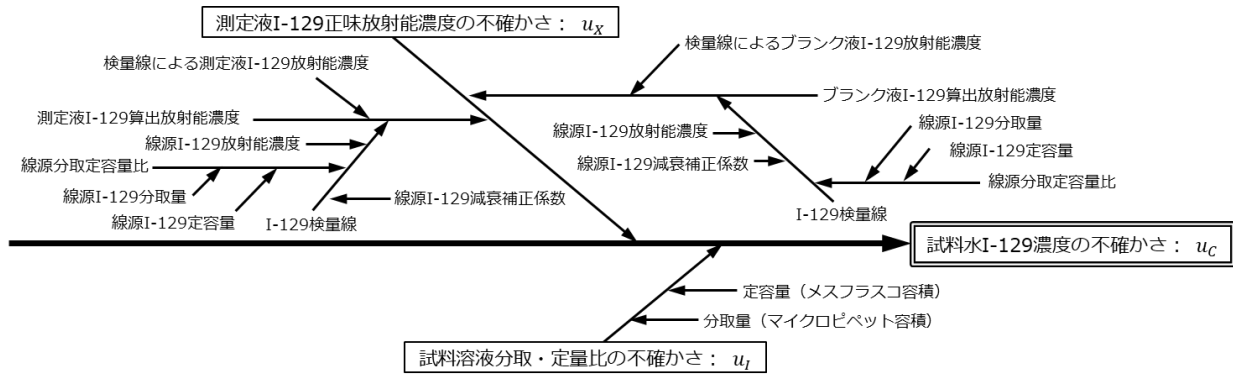 測定液I-129正味放射能濃度の不確かさ： u_X
検量線によるブランク液I-129放射能濃度
検量線による測定液I-129放射能濃度
ブランク液I-129算出放射能濃度
測定液I-129算出放射能濃度
線源I-129放射能濃度
線源I-129分取量
線源I-129放射能濃度
線源I-129定容量
線源分取定容量比
線源I-129減衰補正係数
線源分取定容量比
線源I-129分取量
線源I-129減衰補正係数
線源I-129定容量
I-129検量線
I-129検量線
試料水I-129濃度の不確かさ： u_C
定容量（メスフラスコ容積）
分取量（マイクロピペット容積）
試料溶液分取・定量比の不確かさ： u_I